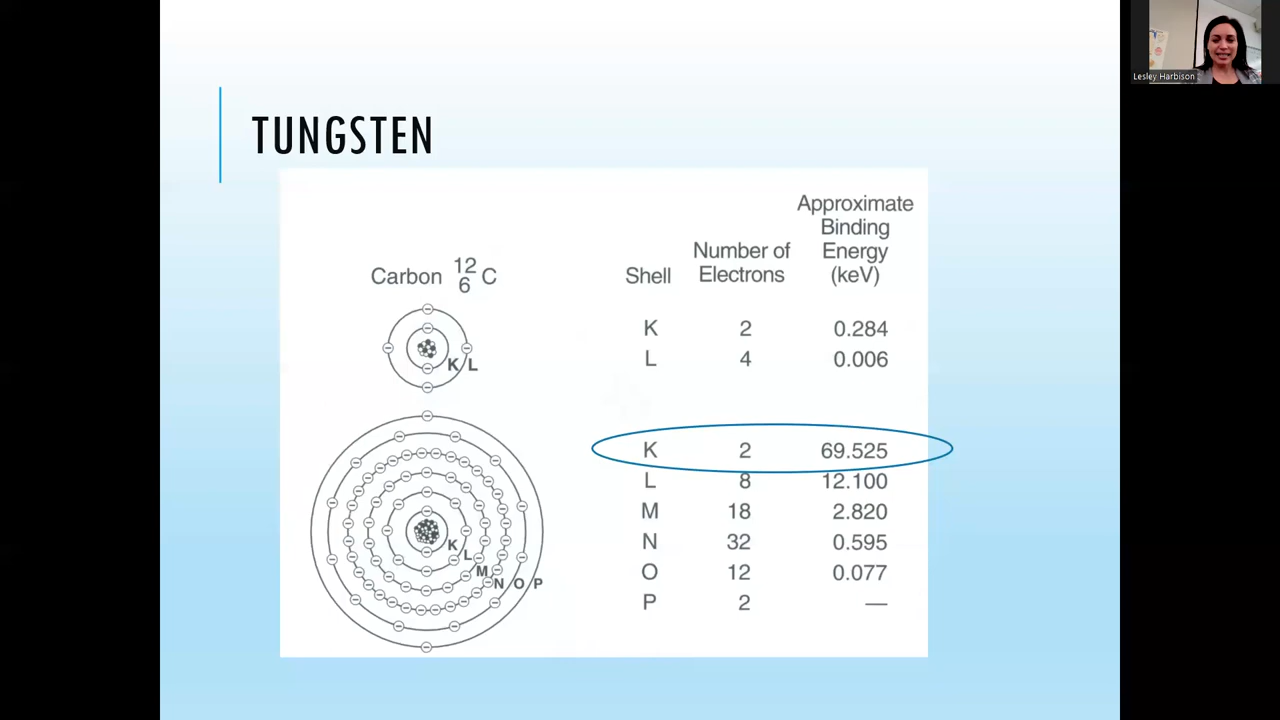 Lesley Harbison
TUNGSTEN
Approximate
Binding
Energy
(keV)
Number of
Electrons
Shell
Carbon 12 6 C
K 2 0.284
L 4 0.006
K L
K 2 69.525
L 8 12.100
M 18 2.820
N 32 0.595
O 12 0.077
P 2 —
K
L
M
N O P